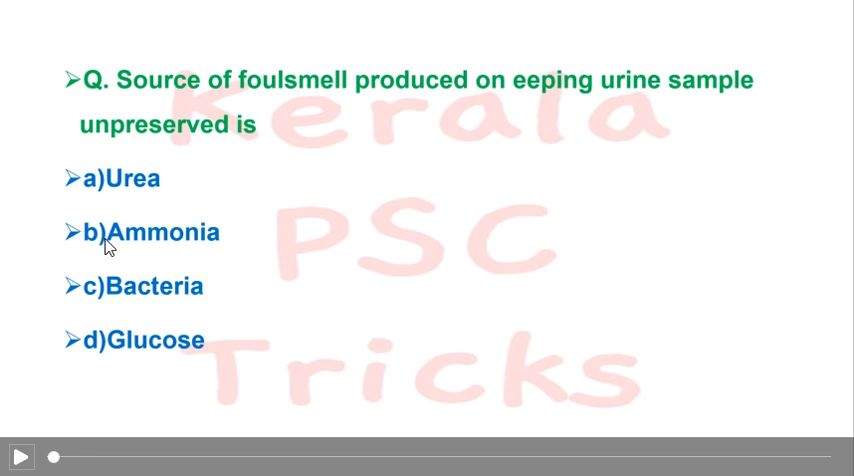 ➢Q. Source of foulsmell produced on eeping urine sample
unpreserved is
➢a)Urea
➢b)Ammonia
➢c)Bacteria
➢d)Glucose
Kerala
PSC
Tricks